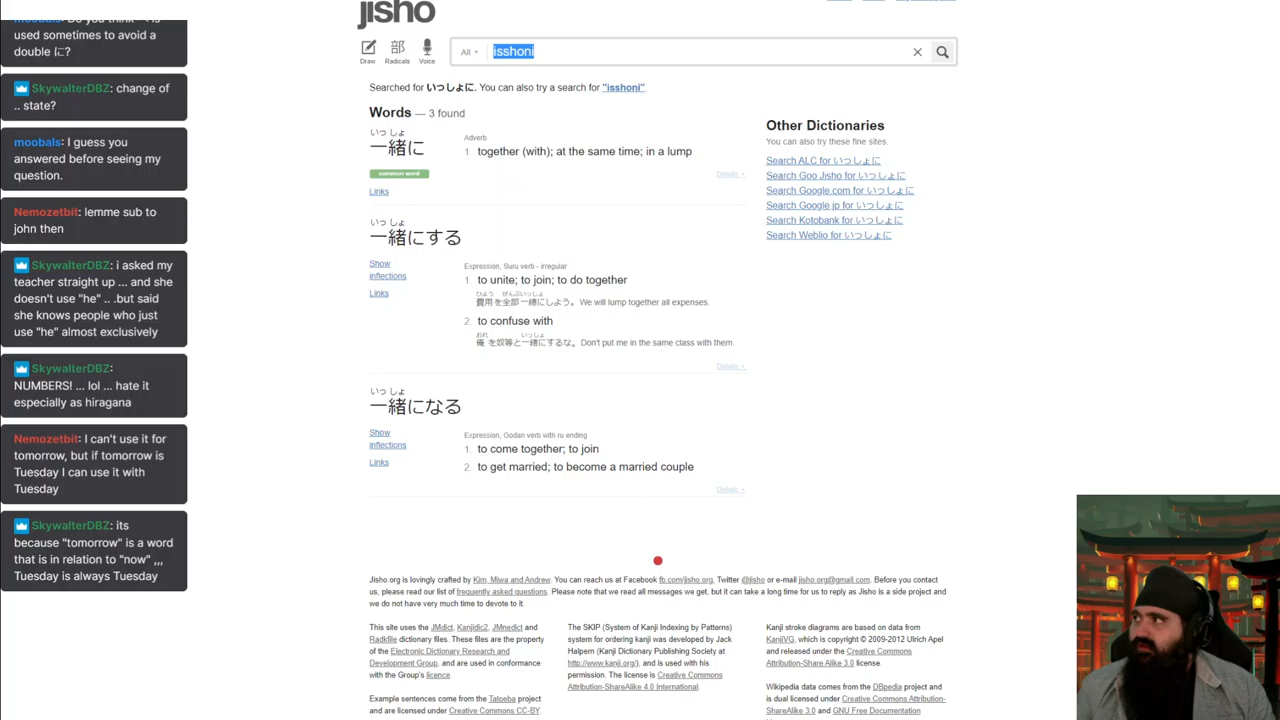 moobals: Do you think へ is
used sometimes to avoid a
double に?
SkywalterDBZ: change of
.. state?
moobals: I guess you
answered before seeing my
question.
Nemozetbit: lemme sub to
john then
SkywalterDBZ: i asked my
teacher straight up ... and she
doesn't use "he" .. .but said
she knows people who just
use "he" almost exclusively
SkywalterDBZ:
NUMBERS! ... lol ... hate it
especially as hiragana
Nemozetbit: I can't use it for
tomorrow, but if tomorrow is
Tuesday I can use it with
Tuesday
SkywalterDBZ: its
because "tomorrow" is a word
that is in relation to "now" ,,,
Tuesday is always Tuesday
jisho
Draw
Radicals
Voice
部
All
isshoni
Searched for いっしょに. You can also try a search for "isshoni".
Words — 3 found
いっしょ
一緒に
common word
Links
Adverb
1. together (with); at the same time; in a lump
Details
いっしょ
一緒にする
Show
inflections
Links
Expression, Suru verb - irregular
1. to unite; to join; to do together
ひよう ぜんぶいっしょ
費用を全部一緒にしよう。 We will lump together all expenses.
2. to confuse with
おれ いっしょ
俺を奴等と一緒にするな。 Don't put me in the same class with them.
Details
いっしょ
一緒になる
Show
inflections
Links
Expression, Godan verb with ru ending
1. to come together; to join
2. to get married; to become a married couple
Details
Other Dictionaries
You can also try these fine sites.
Search ALC for いっしょに
Search Goo Jisho for いっしょに
Search Google.com for いっしょに
Search Google jp for いっしょに
Search Kotobank for いっしょに
Search Weblio for いっしょに
Jisho.org is lovingly crafted by Kim, Miwa and Andrew. You can reach us at Facebook fb.com/jisho.org, Twitter @jisho or e-mail jisho.org@gmail.com. Before you contact
us, please read our list of frequently asked questions. Please note that we read all messages we get, but it can take a long time for us to reply as Jisho is a side project and
we do not have very much time to devote to it.
This site uses the JMdict, Kanjidic2, JMnedict and
Radkfile dictionary files. These files are the property
of the Electronic Dictionary Research and
Development Group, and are used in conformance
with the Group's licence.
Example sentences come from the Tatoeba project
and are licensed under Creative Commons CC-BY.
The SKIP (System of Kanji Indexing by Patterns)
system for ordering kanji was developed by Jack
Halpern (Kanji Dictionary Publishing Society at
http://www.kanji.org/), and is used with his
permission. The license is Creative Commons
Attribution-ShareAlike 4.0 International.
Kanji stroke diagrams are based on data from
KanjiVG, which is copyright © 2009-2012 Ulrich Apel
and released under the Creative Commons
Attribution-Share Alike 3.0 license.
Wikipedia data comes from the DBpedia project and
is dual licensed under Creative Commons Attribution-
ShareAlike 3.0 and GNU Free Documentation